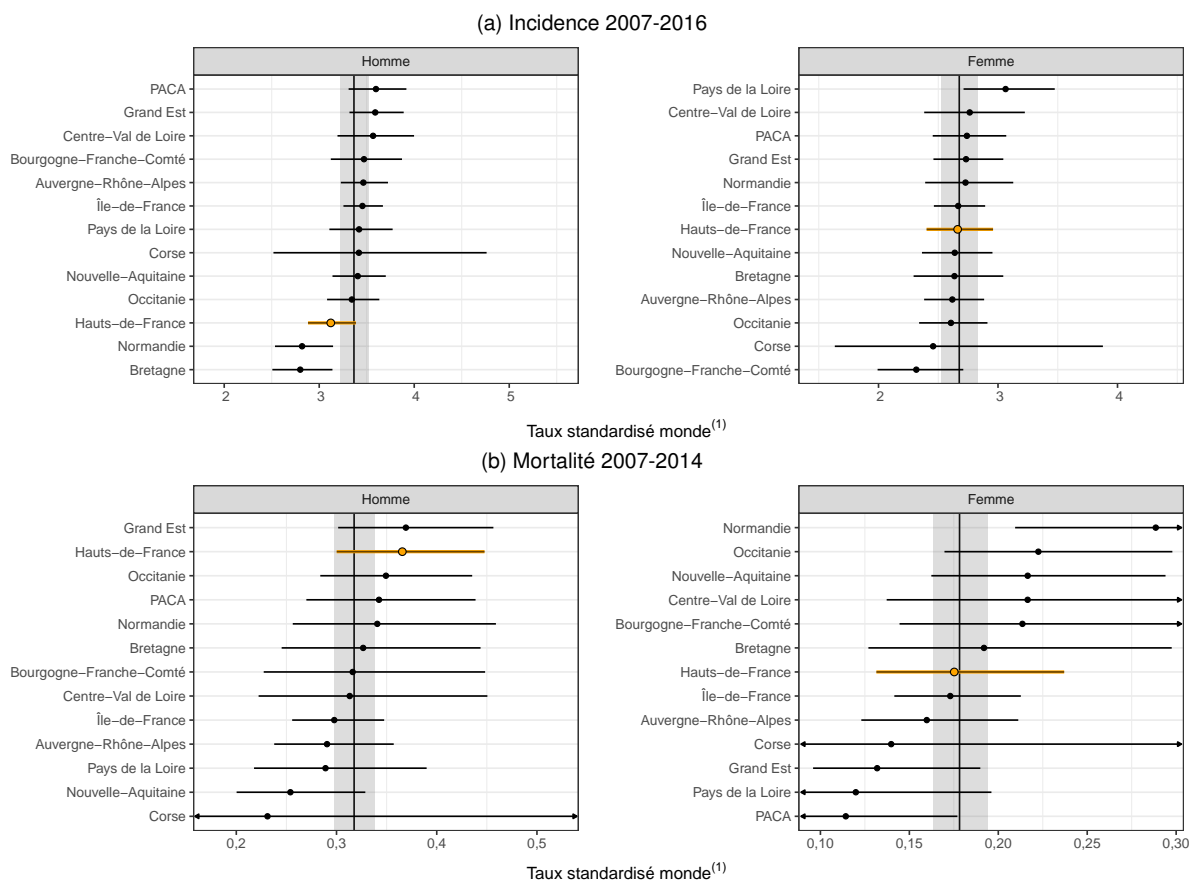 (a) Incidence 2007-2016
Homme
PACA
Grand Est
Centre−Val de Loire
Bourgogne−Franche−Comté
Auvergne−Rhône−Alpes
Île−de−France
Pays de la Loire
Corse
Nouvelle−Aquitaine
Occitanie
Hauts−de−France
Normandie
Bretagne
2 3 4 5
Femme
Pays de la Loire
Centre−Val de Loire
PACA
Grand Est
Normandie
Île−de−France
Hauts−de−France
Nouvelle−Aquitaine
Bretagne
Auvergne−Rhône−Alpes
Occitanie
Corse
Bourgogne−Franche−Comté
2 3 4
Taux standardisé monde(1)
(b) Mortalité 2007-2014
Homme
Grand Est
Hauts−de−France
Occitanie
PACA
Normandie
Bretagne
Bourgogne−Franche−Comté
Centre−Val de Loire
Île−de−France
Auvergne−Rhône−Alpes
Pays de la Loire
Nouvelle−Aquitaine
Corse
0,2 0,3 0,4 0,5
Femme
Normandie
Occitanie
Nouvelle−Aquitaine
Centre−Val de Loire
Bourgogne−Franche−Comté
Bretagne
Hauts−de−France
Île−de−France
Auvergne−Rhône−Alpes
Corse
Grand Est
Pays de la Loire
PACA
0,10 0,15 0,20 0,25 0,30
Taux standardisé monde(1)